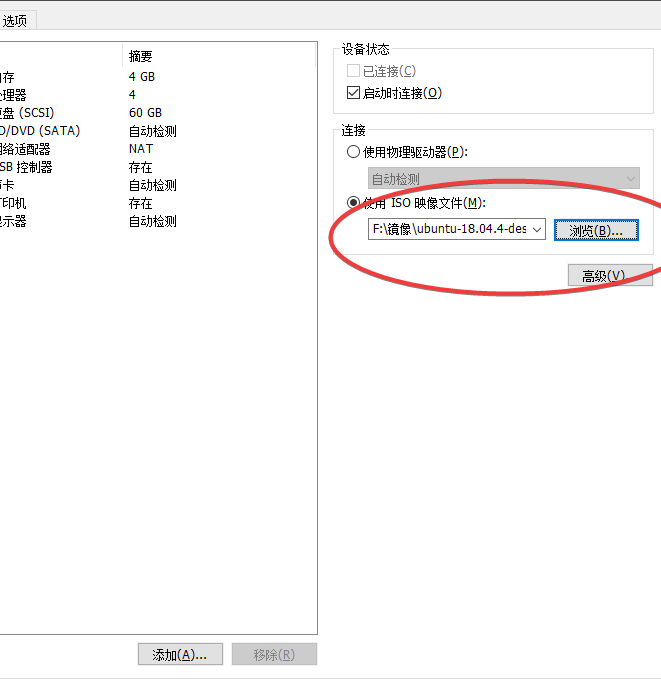 选项
摘要
存 4 GB
理器 4
盘 (SCSI) 60 GB
D/DVD (SATA) 自动检测
络适配器 NAT
SB 控制器 存在
卡 自动检测
印机 存在
示器 自动检测
添加(A)...
移除(R)
设备状态
已连接(C)
启动时连接(O)
连接
使用物理驱动器(P):
自动检测
使用 ISO 映像文件(M):
F:\镜像\ubuntu-18.04.4-des
浏览(B)...
高级(V)...